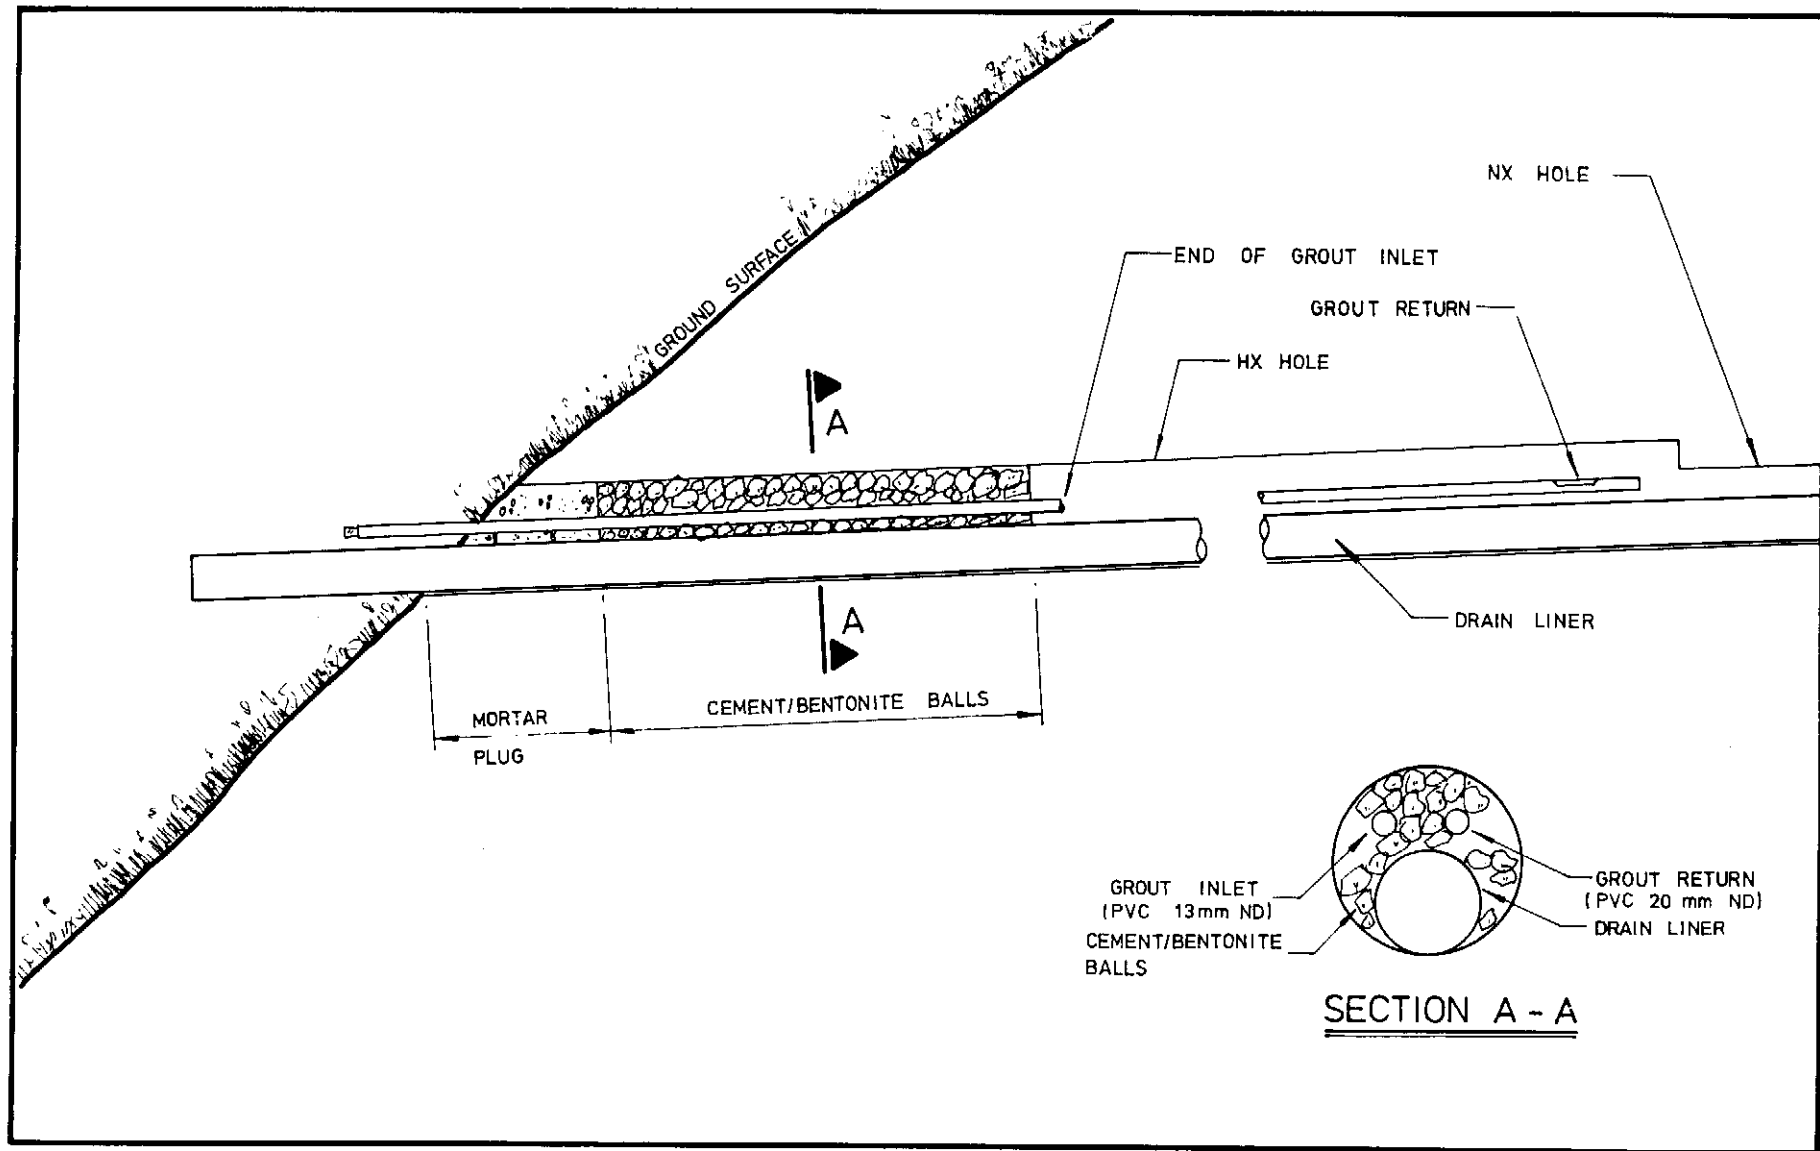 NX HOLE
END OF GROUT INLET
GROUT RETURN
HX HOLE
GROUND SURFACE
A
A
DRAIN LINER
MORTAR
PLUG
CEMENT/BENTONITE BALLS
GROUT INLET
(PVC 13mm ND)
CEMENT/BENTONITE
BALLS
GROUT RETURN
(PVC 20 mm ND)
DRAIN LINER
SECTION A - A